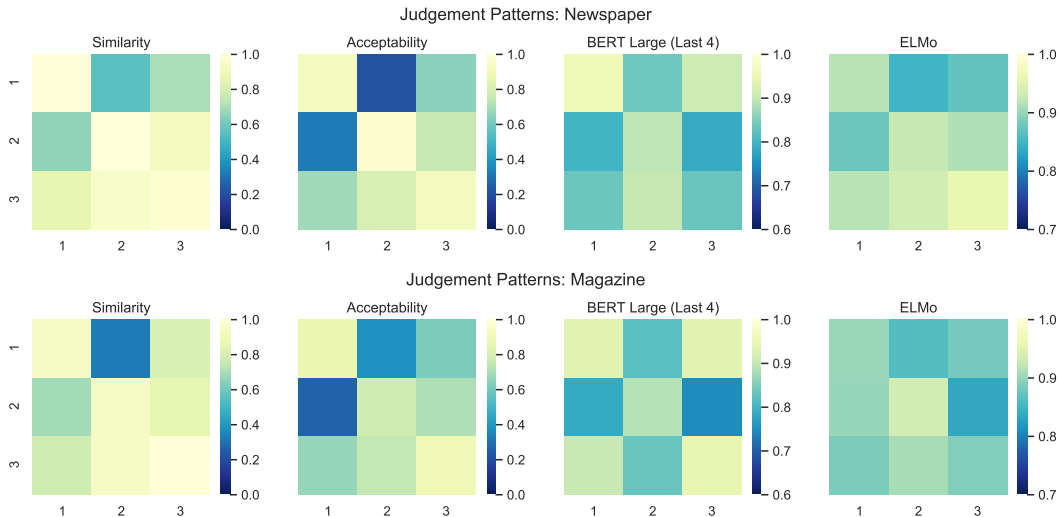 Judgement Patterns: Newspaper
Similarity
Acceptability
BERT Large (Last 4)
ELMo
1
2
3
1 2 3
1.0
0.8
0.6
0.4
0.2
0.0
1 2 3
1.0
0.8
0.6
0.4
0.2
0.0
1 2 3
1.0
0.9
0.8
0.7
0.6
1 2 3
1.0
0.9
0.8
0.7
Judgement Patterns: Magazine
Similarity
Acceptability
BERT Large (Last 4)
ELMo
1
2
3
1 2 3
1.0
0.8
0.6
0.4
0.2
0.0
1 2 3
1.0
0.8
0.6
0.4
0.2
0.0
1 2 3
1.0
0.9
0.8
0.7
0.6
1 2 3
1.0
0.9
0.8
0.7